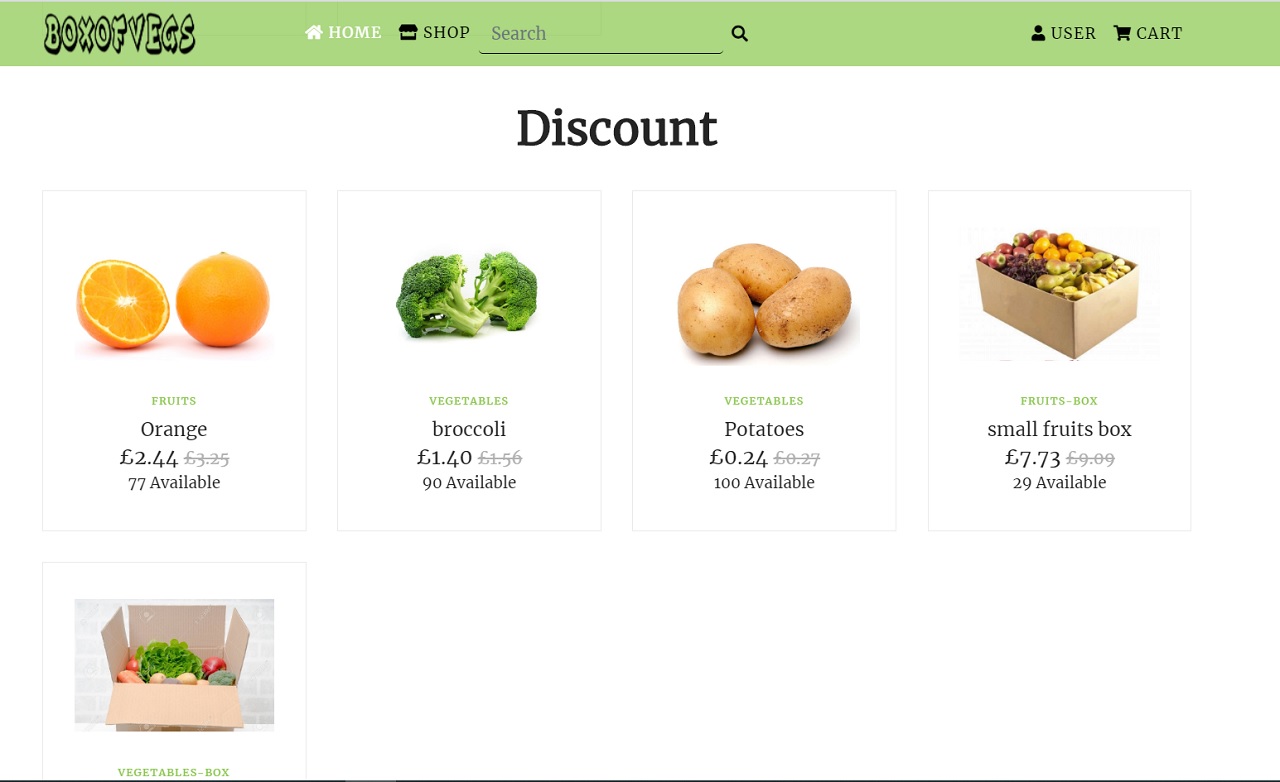 BOXOFVEGS HOME SHOP Search USER CART
Discount
FRUITS
Orange
£2.44 £3.25
77 Available
VEGETABLES
broccoli
£1.40 £1.56
90 Available
VEGETABLES
Potatoes
£0.24 £0.27
100 Available
FRUITS-BOX
small fruits box
£7.73 £9.09
29 Available
VEGETABLES-BOX